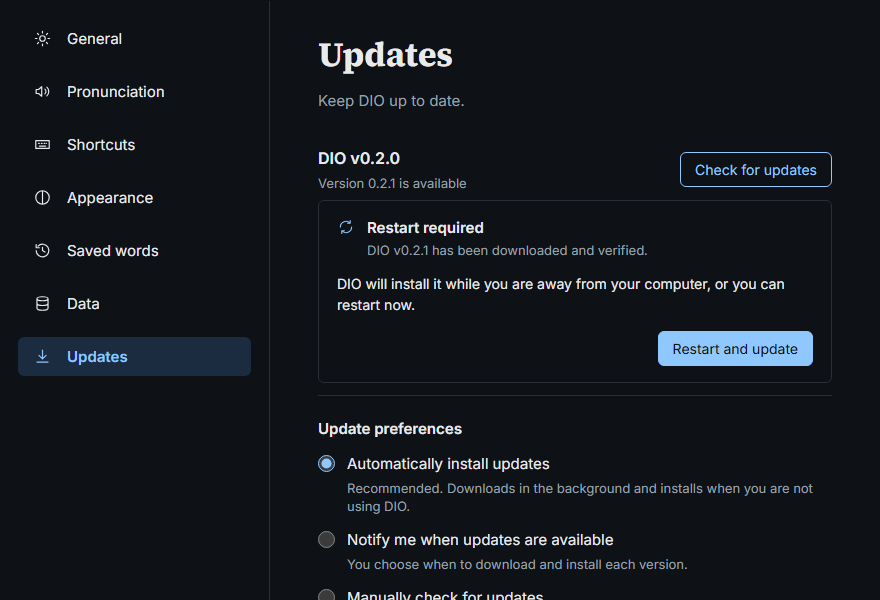 General
Pronunciation
Shortcuts
Appearance
Saved words
Data
Updates
Updates
Keep DIO up to date.
DIO v0.2.0
Version 0.2.1 is available
Check for updates
Restart required
DIO v0.2.1 has been downloaded and verified.
DIO will install it while you are away from your computer, or you can
restart now.
Restart and update
Update preferences
Automatically install updates
Recommended. Downloads in the background and installs when you are not
using DIO.
Notify me when updates are available
You choose when to download and install each version.
Manually check for updates